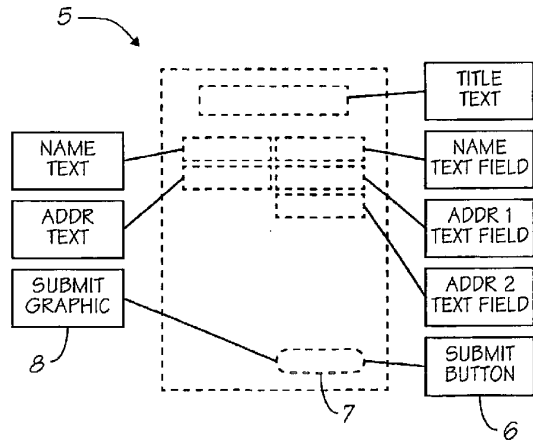 5
TITLE
TEXT
NAME
TEXT
NAME
TEXT FIELD
ADDR
TEXT
ADDR 1
TEXT FIELD
SUBMIT
GRAPHIC
ADDR 2
TEXT FIELD
8
7
SUBMIT
BUTTON
6